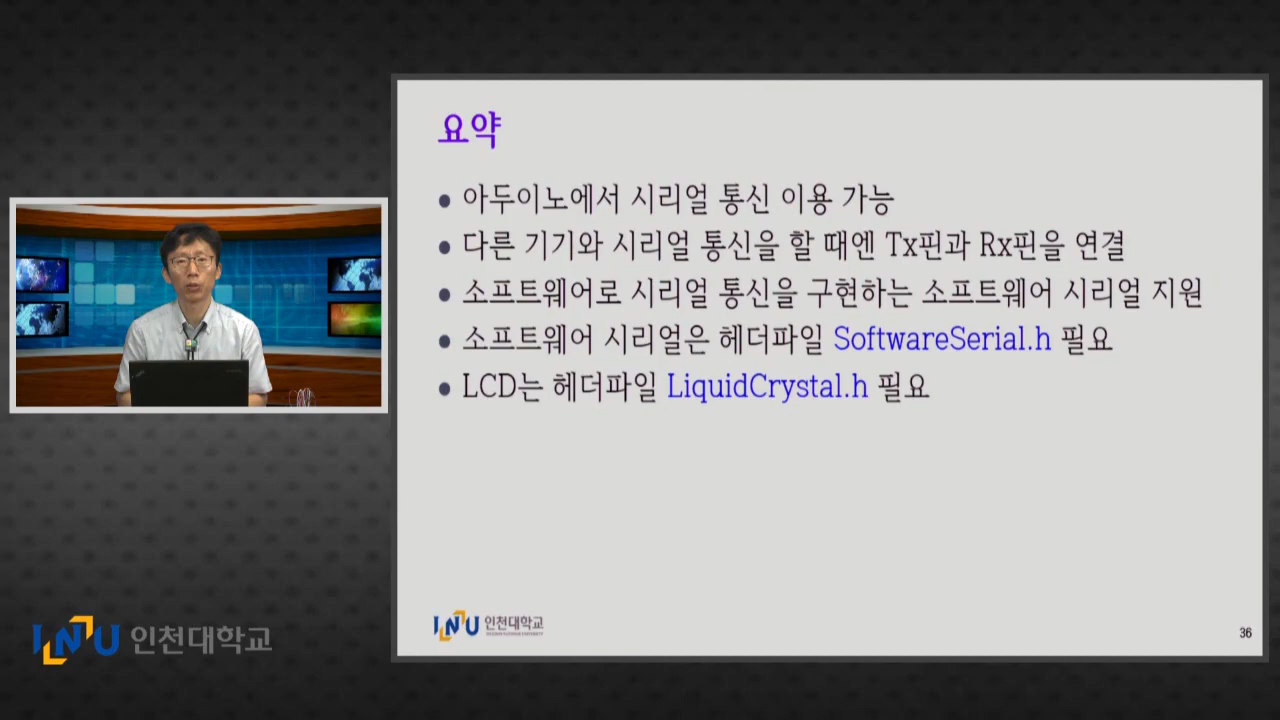 요약
• 아두이노에서 시리얼 통신 이용 가능
• 다른 기기와 시리얼 통신을 할 때엔 Tx핀과 Rx핀을 연결
• 소프트웨어로 시리얼 통신을 구현하는 소프트웨어 시리얼 지원
• 소프트웨어 시리얼은 헤더파일 SoftwareSerial.h 필요
• LCD는 헤더파일 LiquidCrystal.h 필요
INU 인천대학교
36
INU 인천대학교